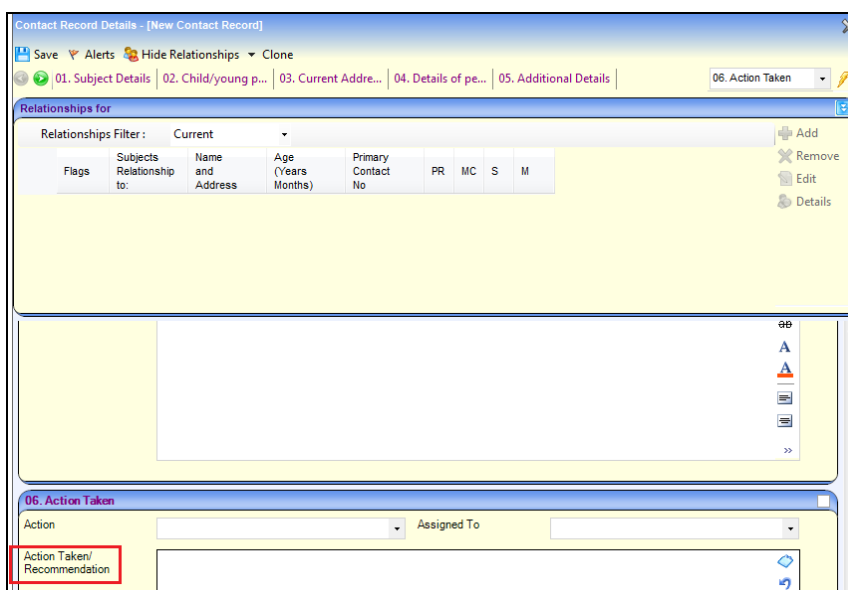 Contact Record Details - [New Contact Record]
Save Alerts Hide Relationships Clone
01. Subject Details 02. Child/young p... 03. Current Addre... 04. Details of pe... 05. Additional Details 06. Action Taken
Relationships for
Relationships Filter : Current
Add
Remove
Edit
Details
Flags Subjects Relationship to: Name and Address Age (Years Months) Primary Contact No PR MC S M
ab
A
A
»
06. Action Taken
Action Assigned To
Action Taken/
Recommendation